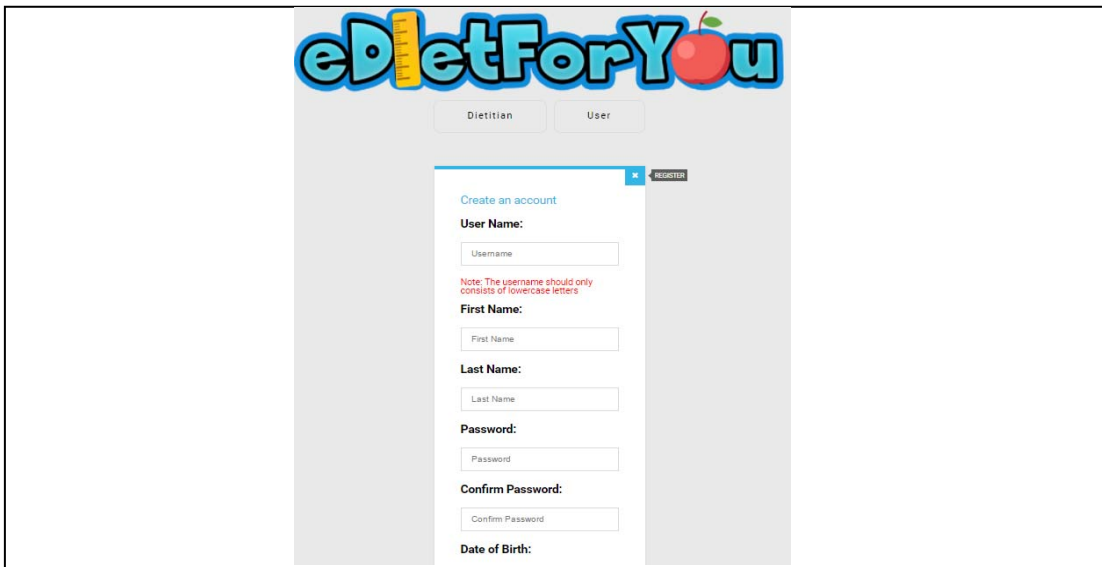 eDietForYou
Dietitian User
REGISTER
Create an account
User Name:
Username
Note: The username should only
consists of lowercase letters
First Name:
First Name
Last Name:
Last Name
Password:
Password
Confirm Password:
Confirm Password
Date of Birth: